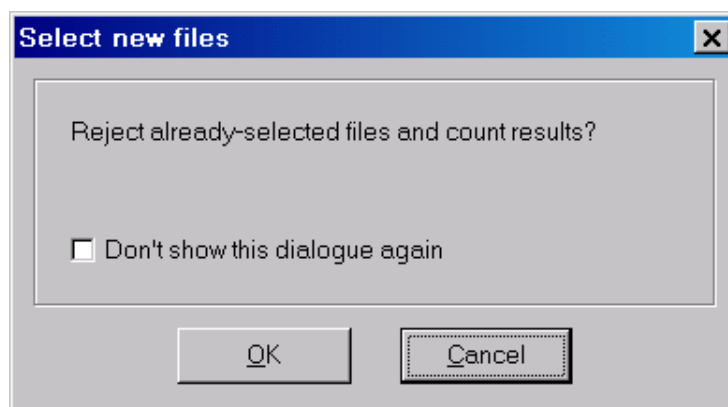 Select new files
Reject already-selected files and count results?
Don't show this dialogue again
OK
Cancel